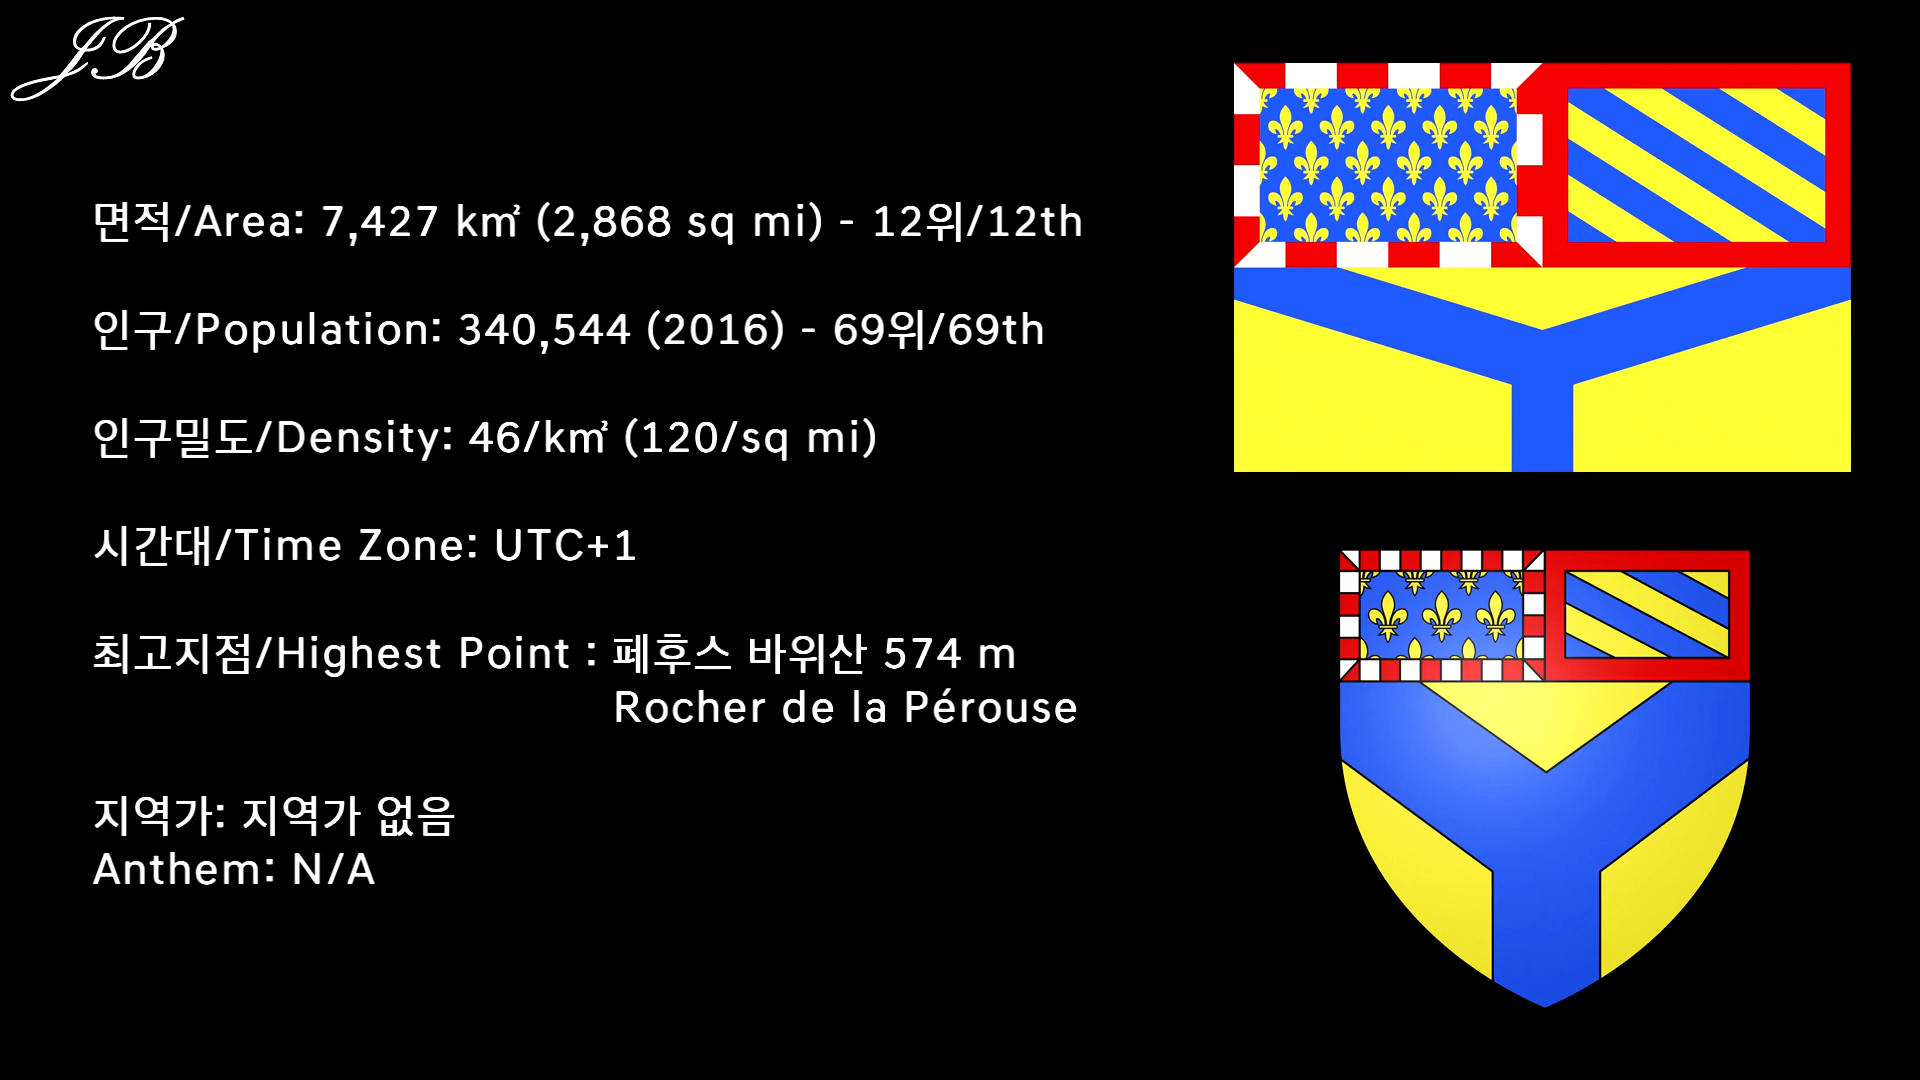 JB
면적/Area: 7,427 km² (2,868 sq mi) - 12위/12th
인구/Population: 340,544 (2016) - 69위/69th
인구밀도/Density: 46/km² (120/sq mi)
시간대/Time Zone: UTC+1
최고지점/Highest Point : 페후스 바위산 574 m
Rocher de la Pérouse
지역가: 지역가 없음
Anthem: N/A